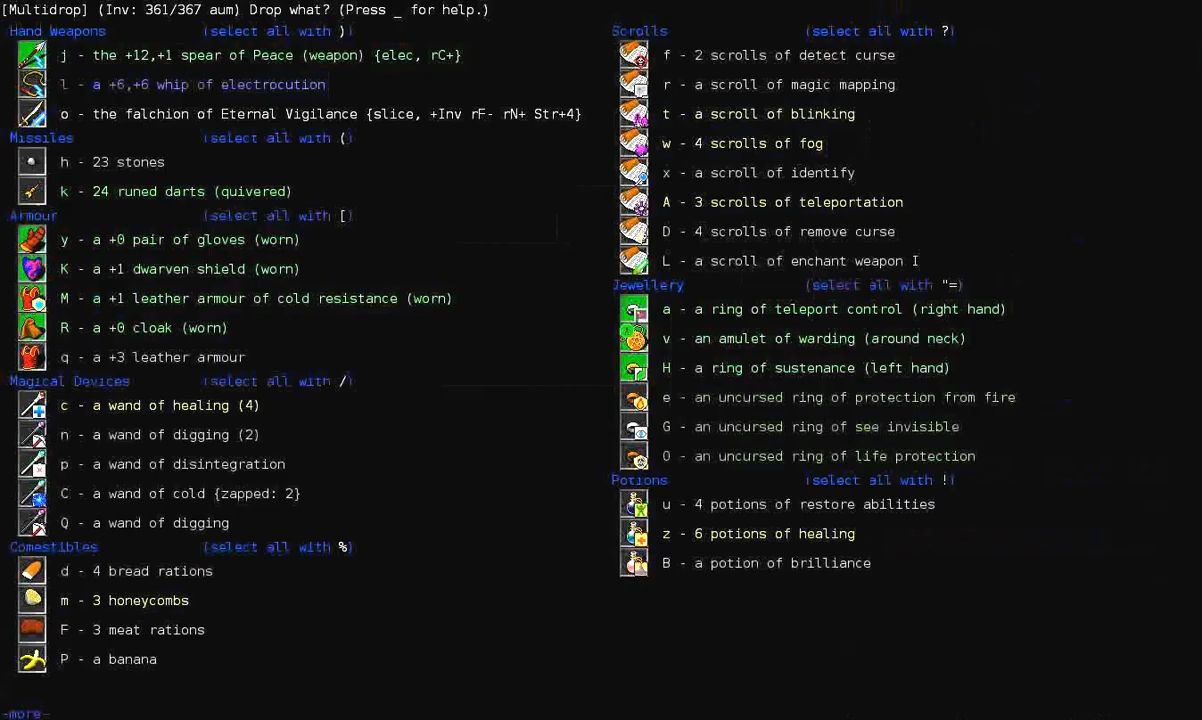 [Multidrop] (Inv: 361/367 aum) Drop what? (Press _ for help.)
Hand Weapons (select all with ))
j - the +12,+1 spear of Peace (weapon) {elec, rC+}
l - a +6,+6 whip of electrocution
o - the falchion of Eternal Vigilance {slice, +Inv rF- rN+ Str+4}
Missiles (select all with ()
h - 23 stones
k - 24 runed darts (quivered)
Armour (select all with [)
y - a +0 pair of gloves (worn)
K - a +1 dwarven shield (worn)
M - a +1 leather armour of cold resistance (worn)
R - a +0 cloak (worn)
q - a +3 leather armour
Magical Devices (select all with /)
c - a wand of healing (4)
n - a wand of digging (2)
p - a wand of disintegration
C - a wand of cold {zapped: 2}
Q - a wand of digging
Comestibles (select all with %)
d - 4 bread rations
m - 3 honeycombs
F - 3 meat rations
P - a banana
Scrolls (select all with ?)
f - 2 scrolls of detect curse
r - a scroll of magic mapping
t - a scroll of blinking
w - 4 scrolls of fog
x - a scroll of identify
A - 3 scrolls of teleportation
D - 4 scrolls of remove curse
L - a scroll of enchant weapon I
Jewellery (select all with "=)
a - a ring of teleport control (right hand)
v - an amulet of warding (around neck)
H - a ring of sustenance (left hand)
e - an uncursed ring of protection from fire
G - an uncursed ring of see invisible
O - an uncursed ring of life protection
Potions (select all with !)
u - 4 potions of restore abilities
z - 6 potions of healing
B - a potion of brilliance
-more-